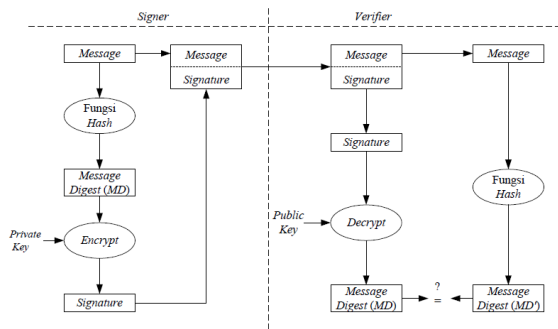 Signer
Verifier
Message
Message
Signature
Fungsi
Hash
Message
Digest (MD)
Private
Key
Encrypt
Signature
Message
Signature
Message
Signature
Fungsi
Hash
Public
Key
Decrypt
Message
Digest (MD)
?
=
Message
Digest (MD')